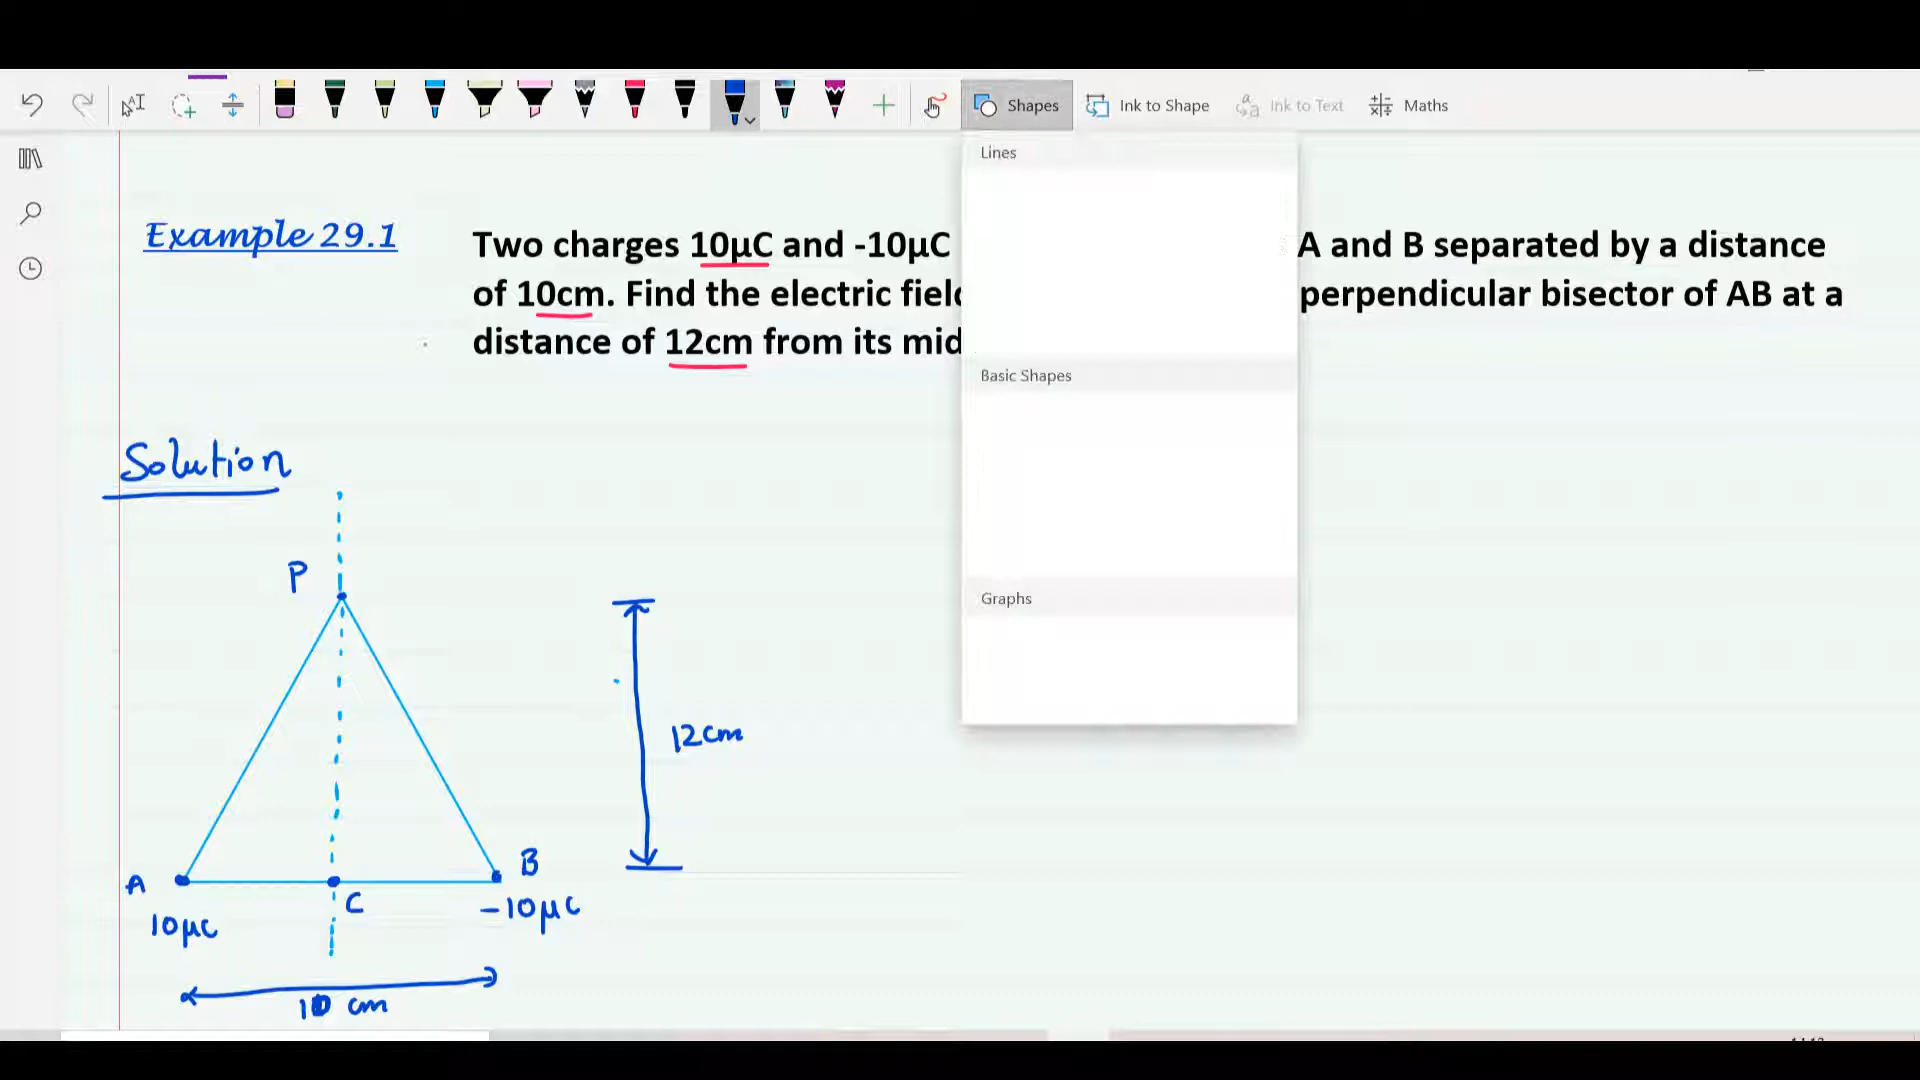 Shapes
Ink to Shape
Ink to Text
Maths
Lines
Basic Shapes
Graphs
Example 29.1
Two charges 10μC and -10μC A and B separated by a distance
of 10cm. Find the electric field perpendicular bisector of AB at a
distance of 12cm from its mid
Solution
P
12cm
A
B
C
10μC
-10μC
10 cm